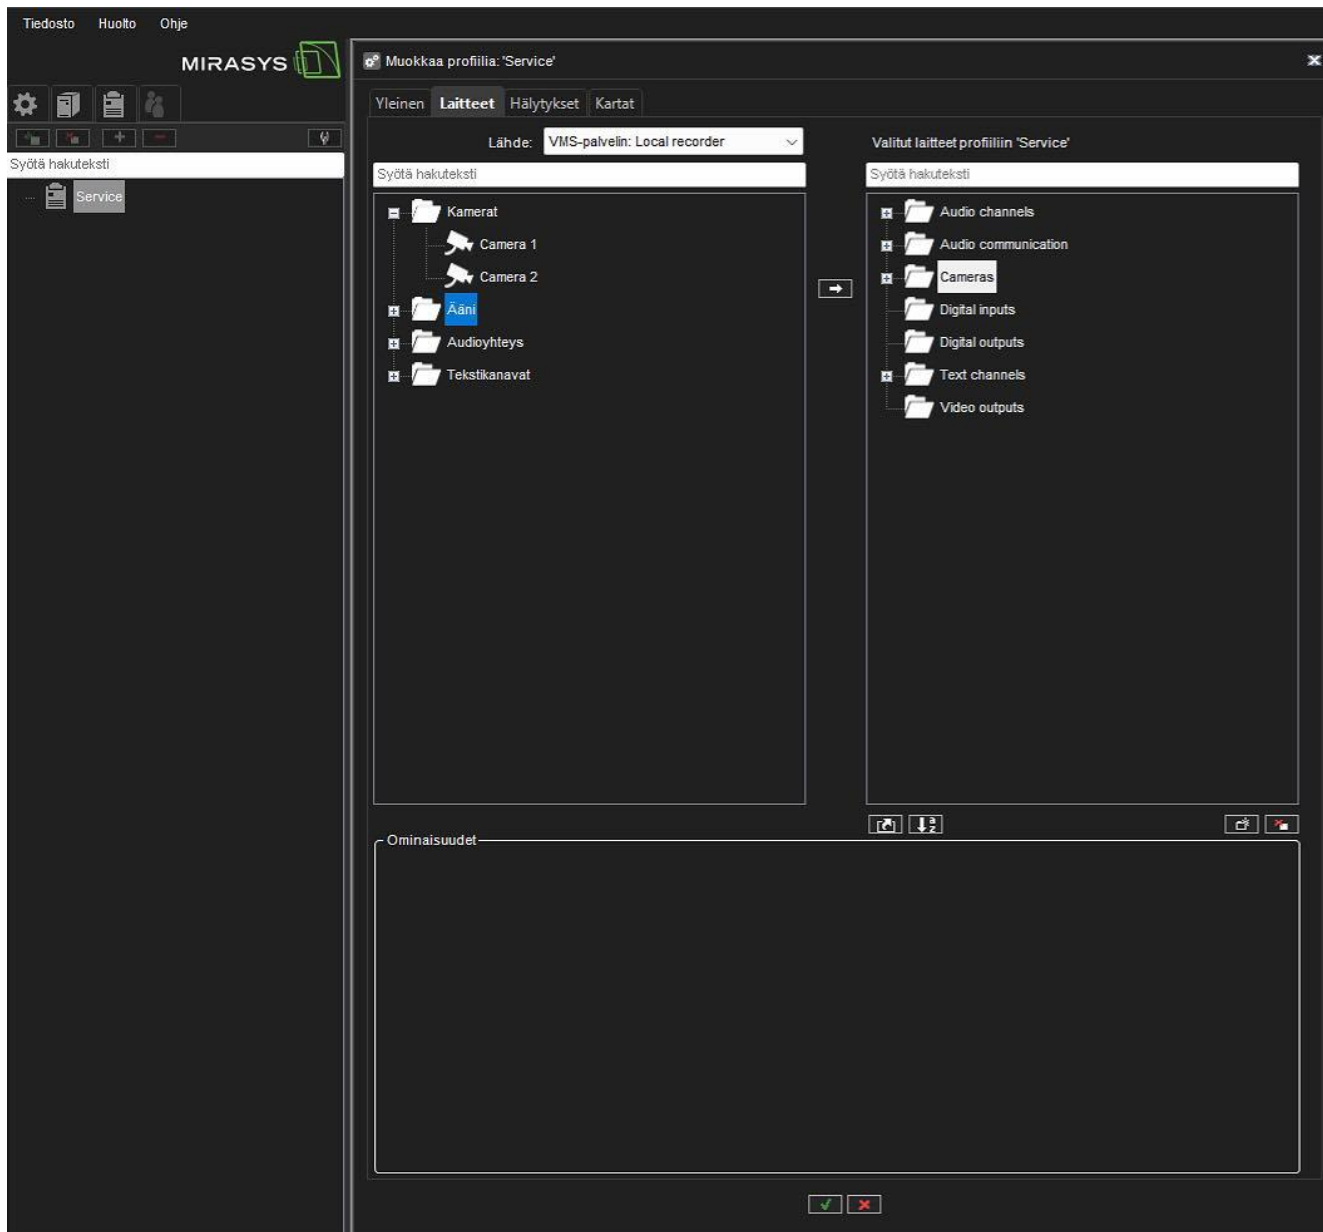 Tiedosto Huolto Ohje
MIRASYS
Muokkaa profiilia: 'Service'
Yleinen Laitteet Hälytykset Kartat
Lähde: VMS-palvelin: Local recorder
Valitut laitteet profiiliin 'Service'
Syötä hakuteksti
Syötä hakuteksti
Syötä hakuteksti
Service
Kamerat
Camera 1
Camera 2
Ääni
Audioyhteys
Tekstikanavat
Audio channels
Audio communication
Cameras
Digital inputs
Digital outputs
Text channels
Video outputs
Ominaisuudet